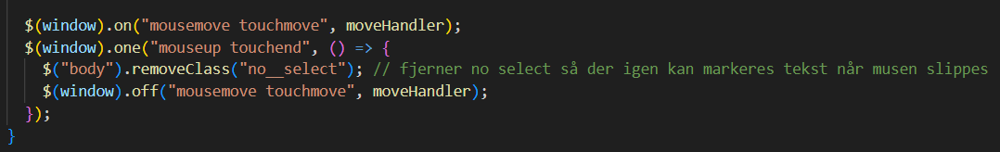 $(window).on("mousemove touchmove", moveHandler);
$(window).one("mouseup touchend", () => {
$("body").removeClass("no__select"); // fjerner no select så der igen kan markeres tekst når musen slippes
$(window).off("mousemove touchmove", moveHandler);
});
}